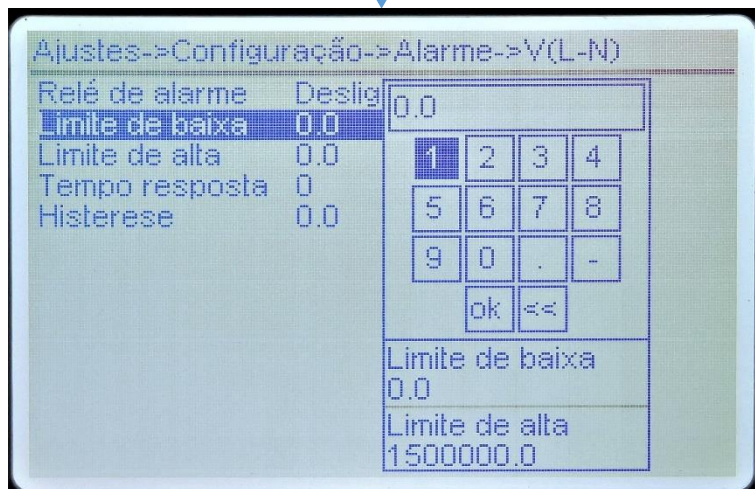 Ajustes->Configuração->Alarme->V(L-N)
Relé de alarme Deslig
Limite de baixa 0.0
Limite de alta 0.0
Tempo resposta 0
Histerese 0.0
0.0
1 2 3 4
5 6 7 8
9 0 . -
ok <<
Limite de baixa
0.0
Limite de alta
1500000.0